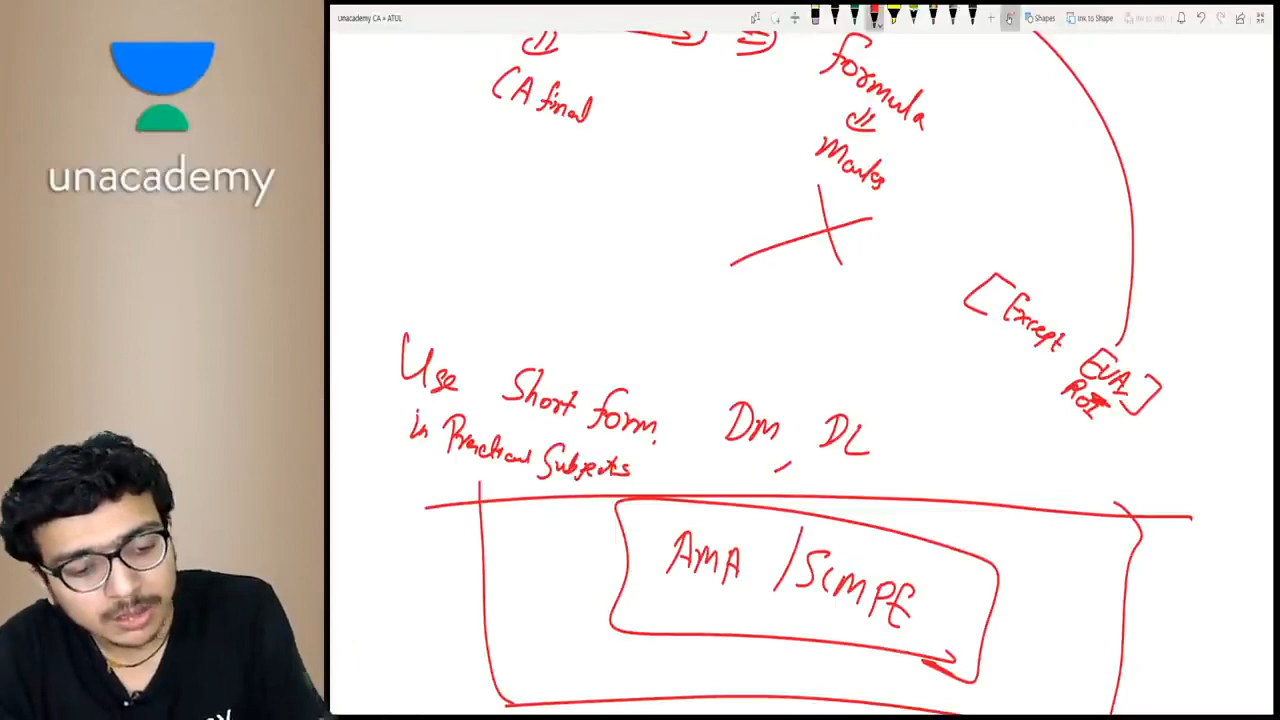 unacademy CA > ATUL
Shapes
Ink to Shape
unacademy
CA final
formula
Marks
[Except EVA]
ROI
Use Short form.
in Practical Subjects
DM, DL
AMA / SCMPE